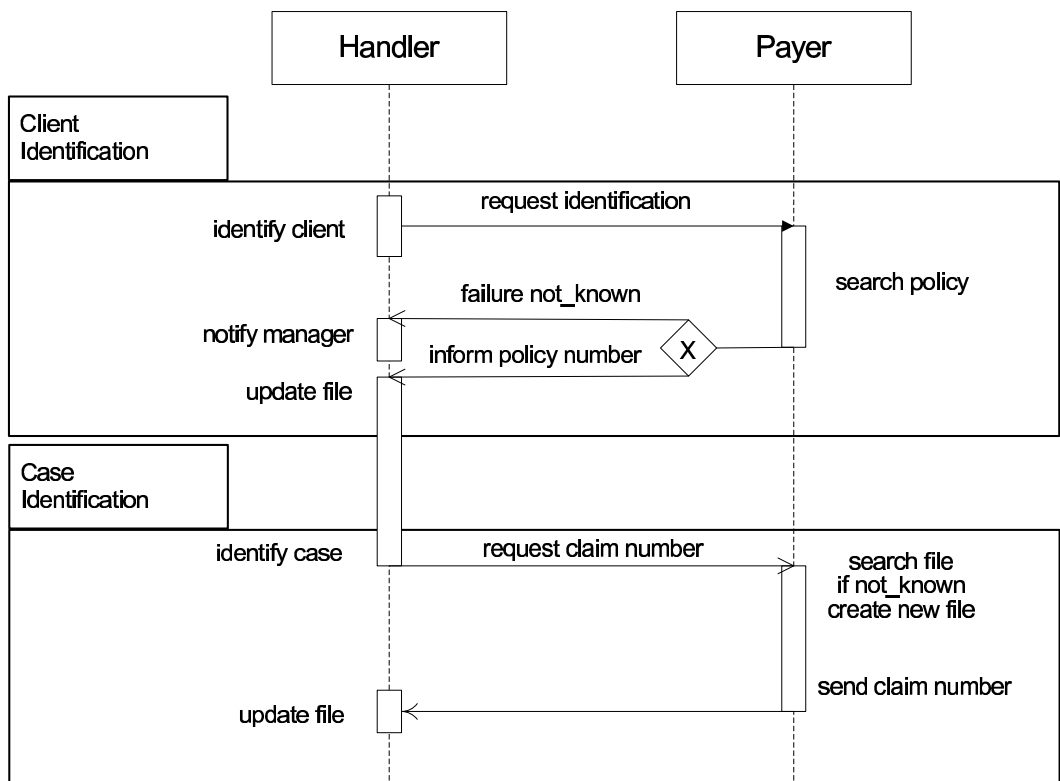 Handler
Payer
Client
Identification
request identification
identify client
search policy
failure not_known
notify manager
X
inform policy number
update file
Case
Identification
identify case
request claim number
search file
if not_known
create new file
send claim number
update file